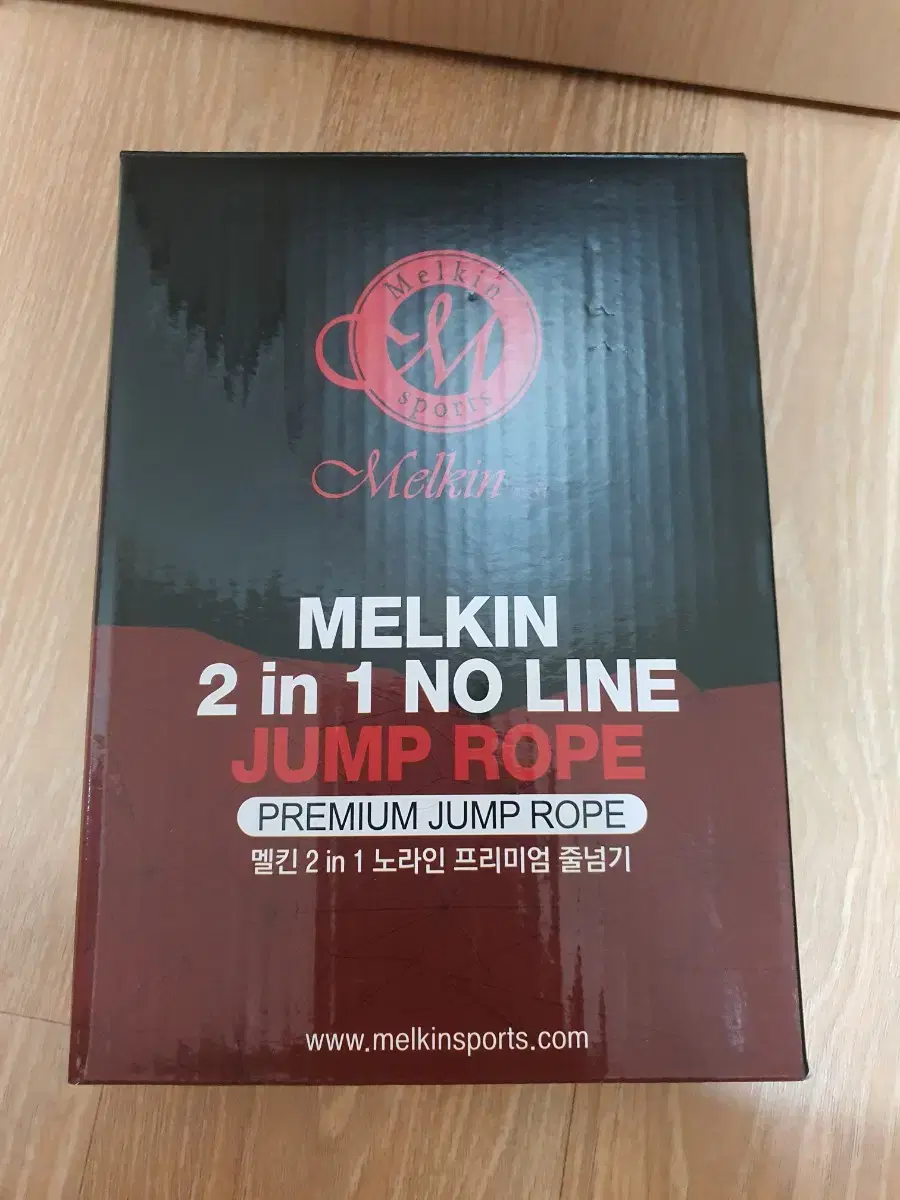 Melkin
M
sports
Melkin
MELKIN
2 in 1 NO LINE
JUMP ROPE
PREMIUM JUMP ROPE
멜킨 2 in 1 노라인 프리미엄 줄넘기
www.melkinsports.com